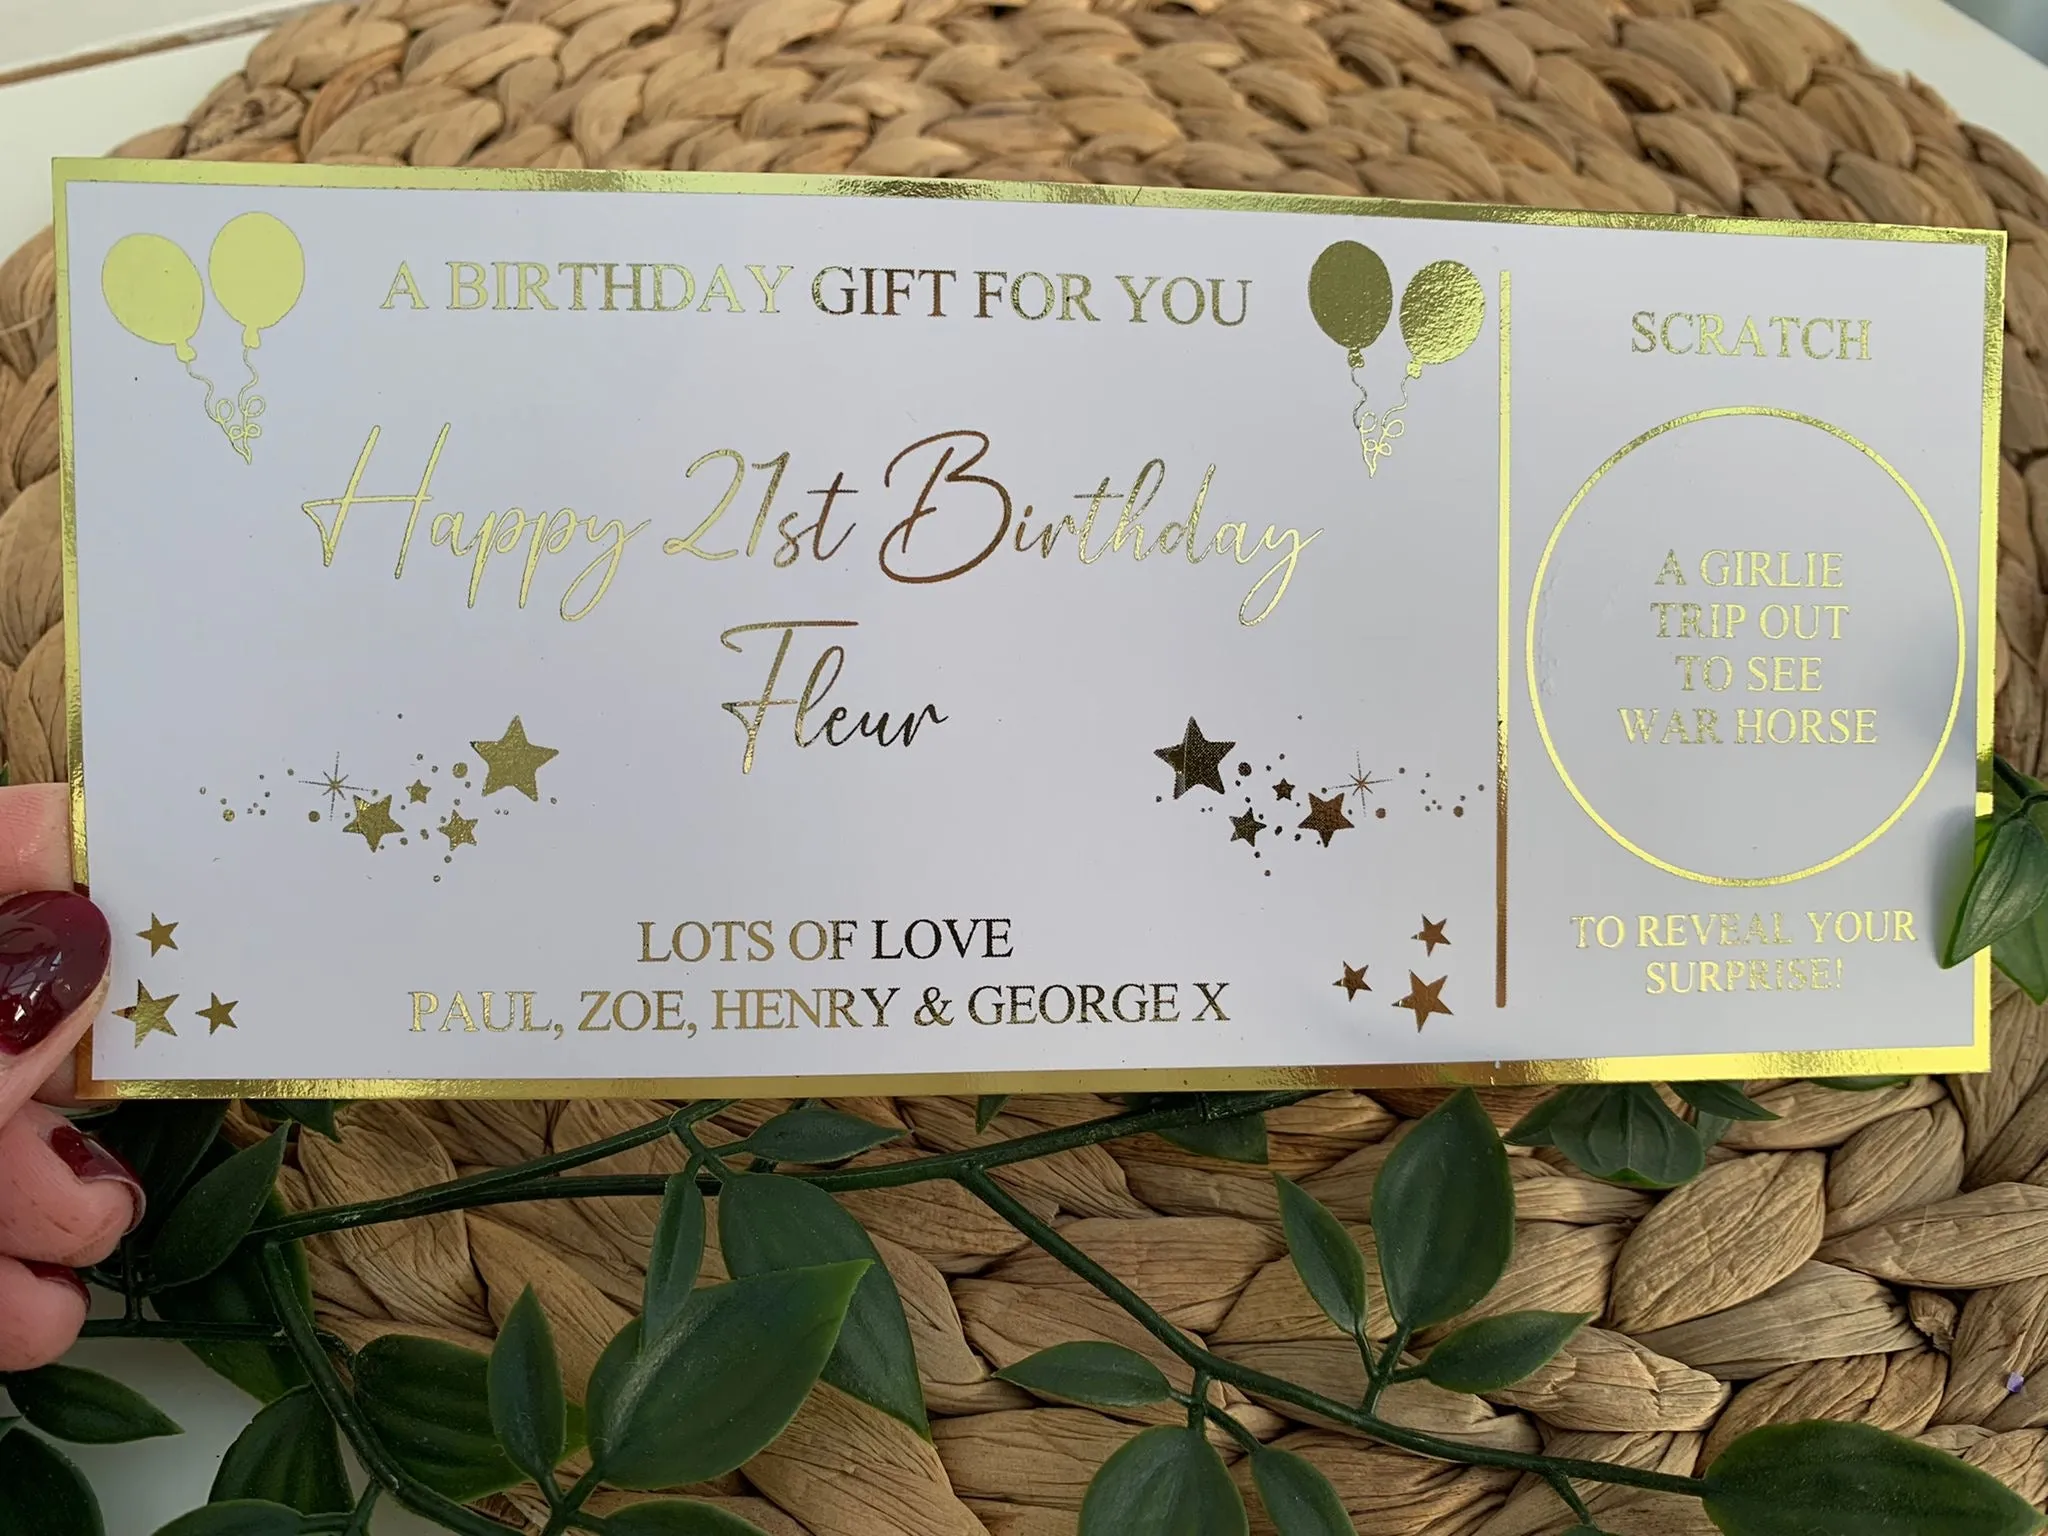 A BIRTHDAY GIFT FOR YOU
Happy 21st Birthday
Fleur
LOTS OF LOVE
PAUL, ZOE, HENRY & GEORGE X
SCRATCH
A GIRLIE
TRIP OUT
TO SEE
WAR HORSE
TO REVEAL YOUR
SURPRISE!